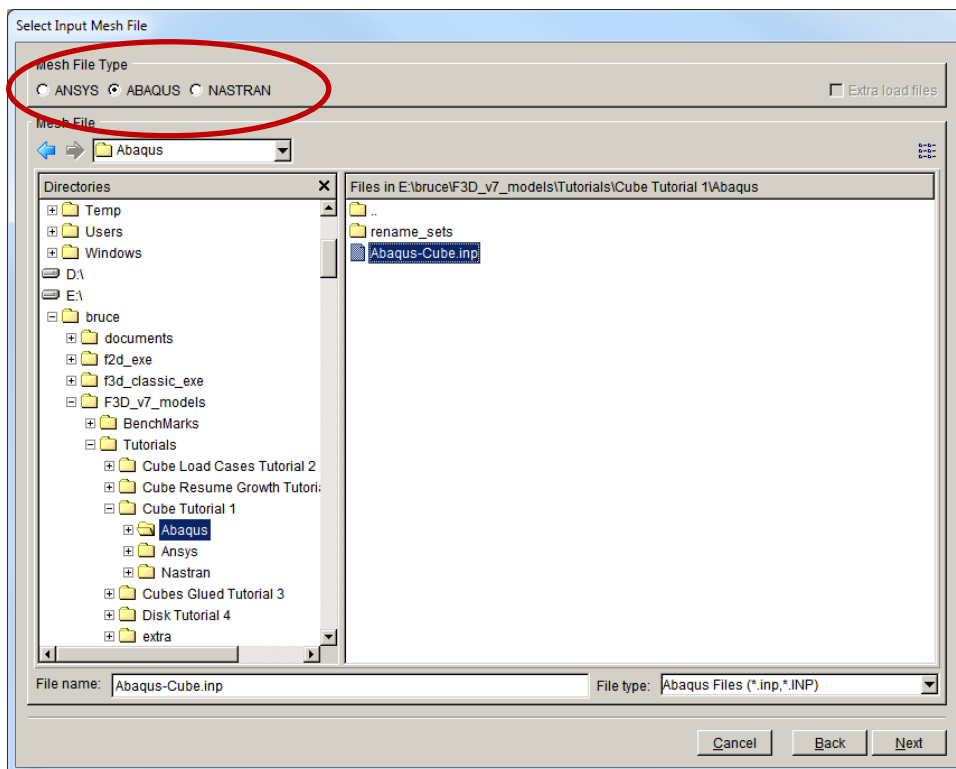 Select Input Mesh File
Mesh File Type
ANSYS ABAQUS NASTRAN
Extra load files
Mesh File
Abaqus
Directories
Temp
Users
Windows
D:\
E:\
bruce
documents
f2d_exe
f3d_classic_exe
F3D_v7_models
BenchMarks
Tutorials
Cube Load Cases Tutorial 2
Cube Resume Growth Tutori
Cube Tutorial 1
Abaqus
Ansys
Nastran
Cubes Glued Tutorial 3
Disk Tutorial 4
extra
Files in E:\bruce\F3D_v7_models\Tutorials\Cube Tutorial 1\Abaqus
..
rename_sets
Abaqus-Cube.inp
File name: Abaqus-Cube.inp
File type: Abaqus Files (*.inp,*.INP)
Cancel Back Next